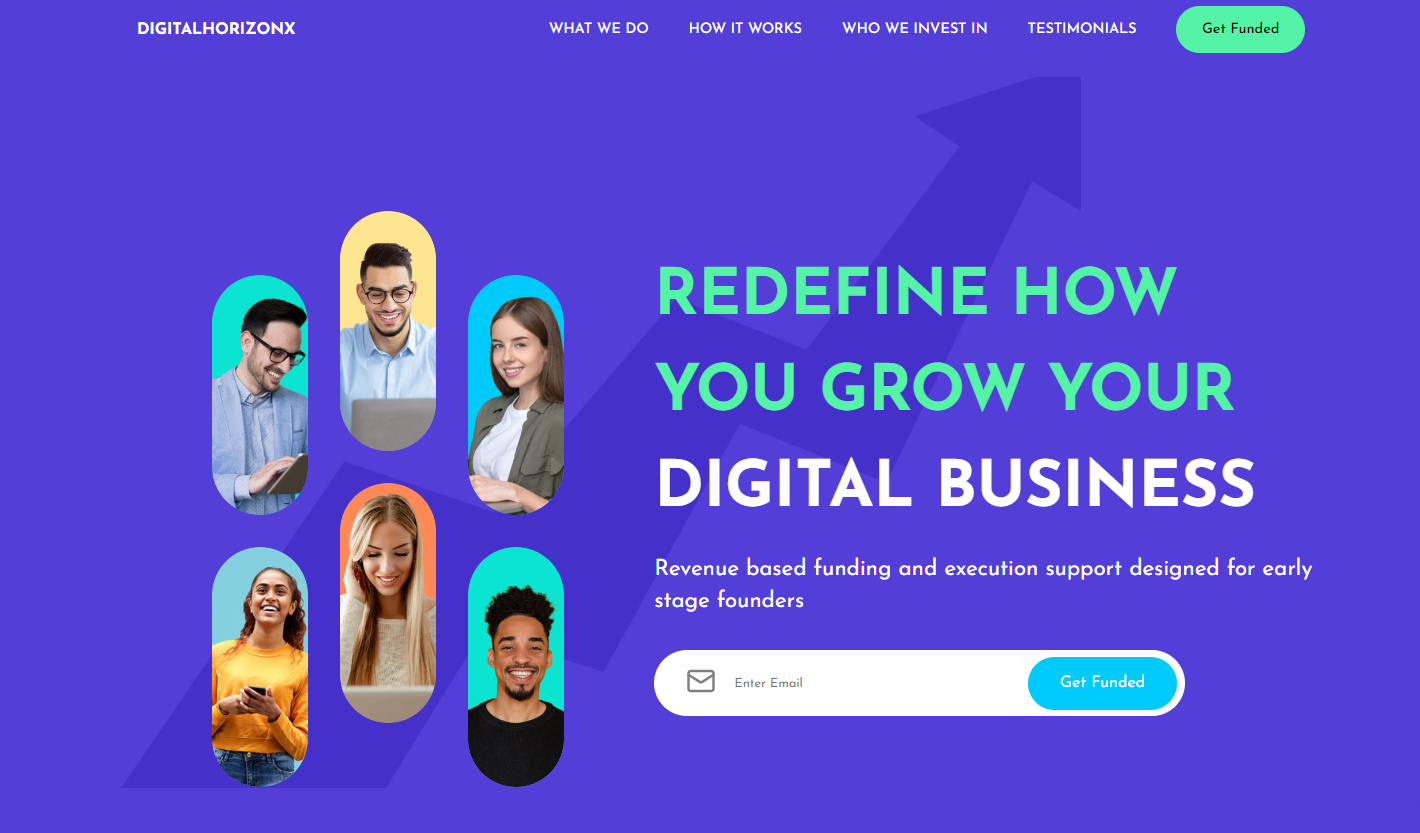 DIGITALHORIZONX
WHAT WE DO
HOW IT WORKS
WHO WE INVEST IN
TESTIMONIALS
Get Funded
REDEFINE HOW
YOU GROW YOUR
DIGITAL BUSINESS
Revenue based funding and execution support designed for early
stage founders
Enter Email
Get Funded